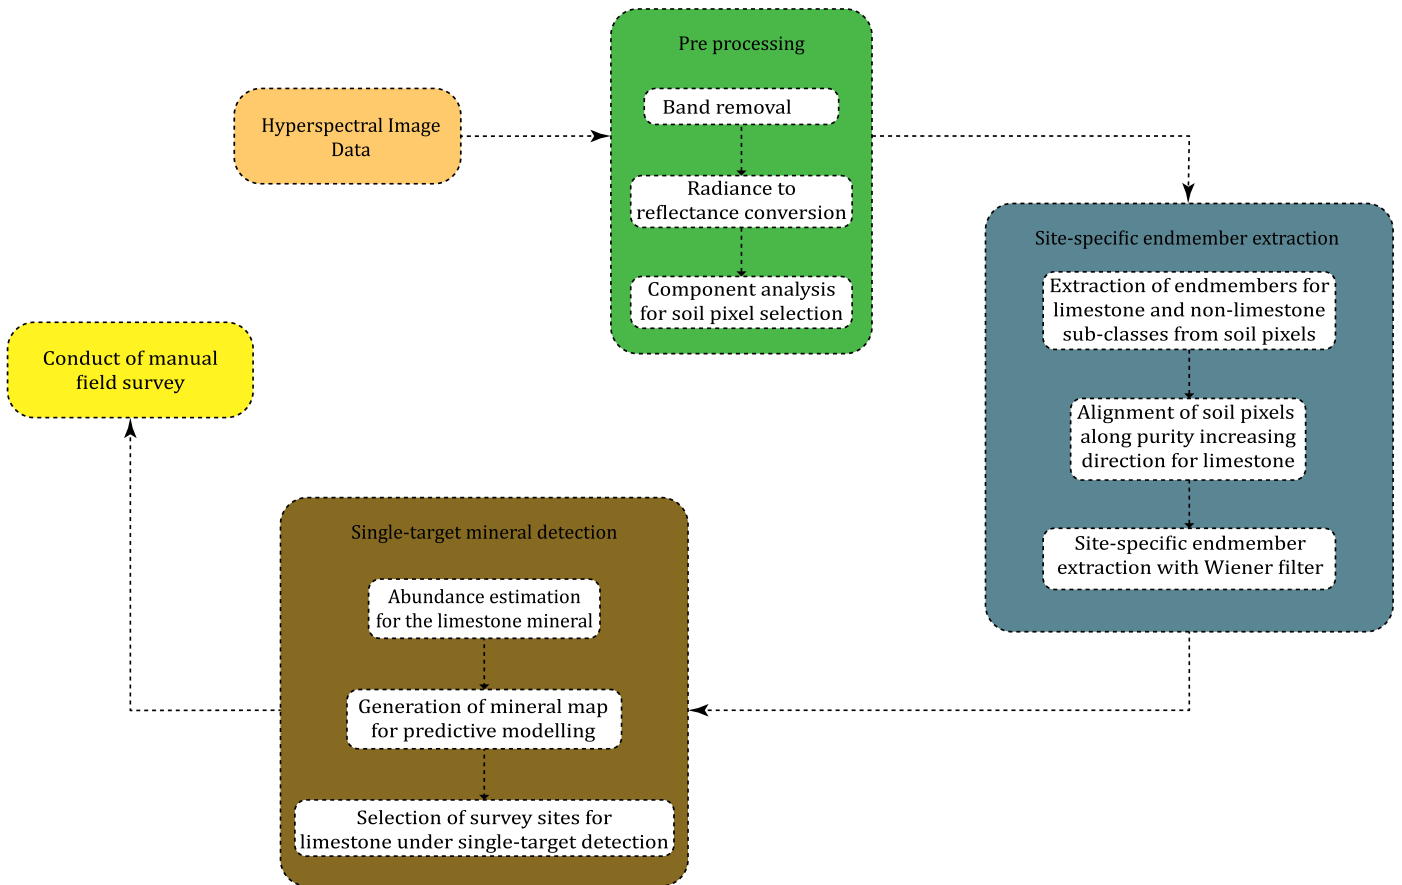 Hyperspectral Image
Data
Pre processing
Band removal
Radiance to
reflectance conversion
Component analysis
for soil pixel selection
Site-specific endmember extraction
Extraction of endmembers for
limestone and non-limestone
sub-classes from soil pixels
Alignment of soil pixels
along purity increasing
direction for limestone
Site-specific endmember
extraction with Wiener filter
Single-target mineral detection
Abundance estimation
for the limestone mineral
Generation of mineral map
for predictive modelling
Selection of survey sites for
limestone under single-target detection
Conduct of manual
field survey